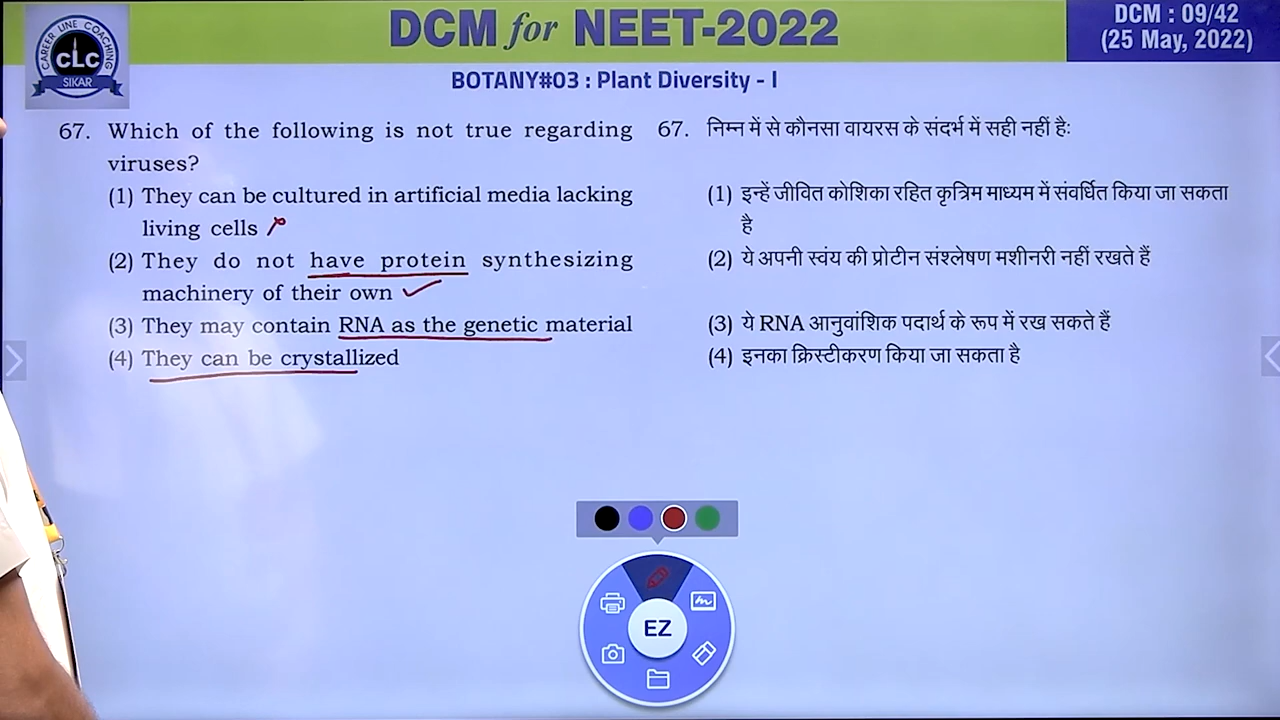 DCM for NEET-2022
DCM : 09/42
(25 May, 2022)
CAREER LINE COACHING
CLC
SIKAR
BOTANY#03 : Plant Diversity - I
67. Which of the following is not true regarding
viruses?
(1) They can be cultured in artificial media lacking
living cells
(2) They do not have protein synthesizing
machinery of their own
(3) They may contain RNA as the genetic material
(4) They can be crystallized
67. निम्न में से कौनसा वायरस के संदर्भ में सही नहीं हैः
(1) इन्हें जीवित कोशिका रहित कृत्रिम माध्यम में संवर्धित किया जा सकता
है
(2) ये अपनी स्वंय की प्रोटीन संश्लेषण मशीनरी नहीं रखते हैं
(3) ये RNA आनुवांशिक पदार्थ के रूप में रख सकते हैं
(4) इनका क्रिस्टीकरण किया जा सकता है
EZ